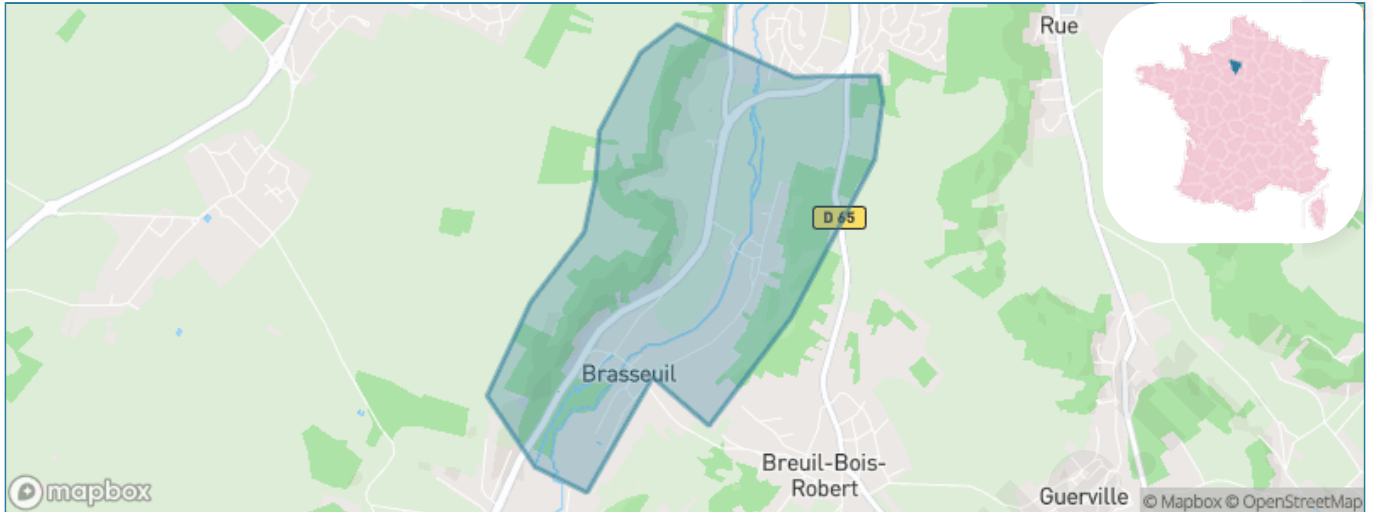 Rue
D 65
Brasseuil
Breuil-Bois-
Robert
Guerville
mapbox
© Mapbox © OpenStreetMap